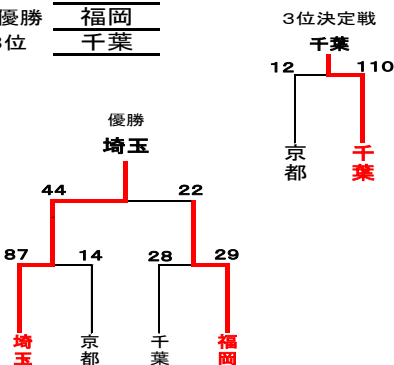 優勝 福岡
3位 千葉
3位決定戦
千葉
12 110
京都 千葉
優勝
埼玉
44 22
87 14 28 29
埼玉 京都 千葉 福岡